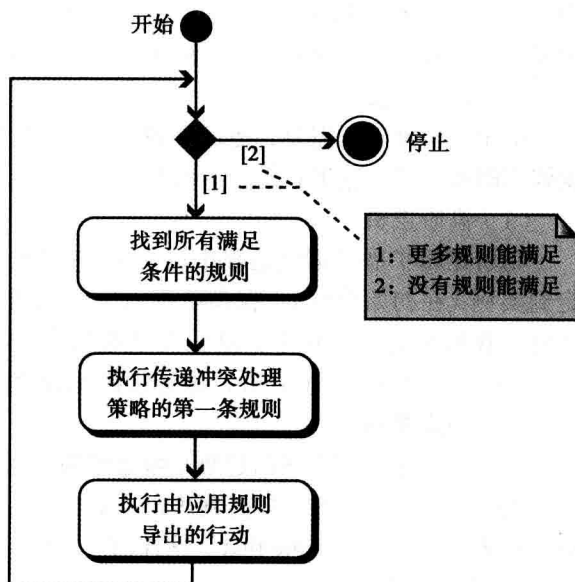 开始
停止
[2]
[1]
找到所有满足
条件的规则
1：更多规则能满足
2：没有规则能满足
执行传递冲突处理
策略的第一条规则
执行由应用规则
导出的行动